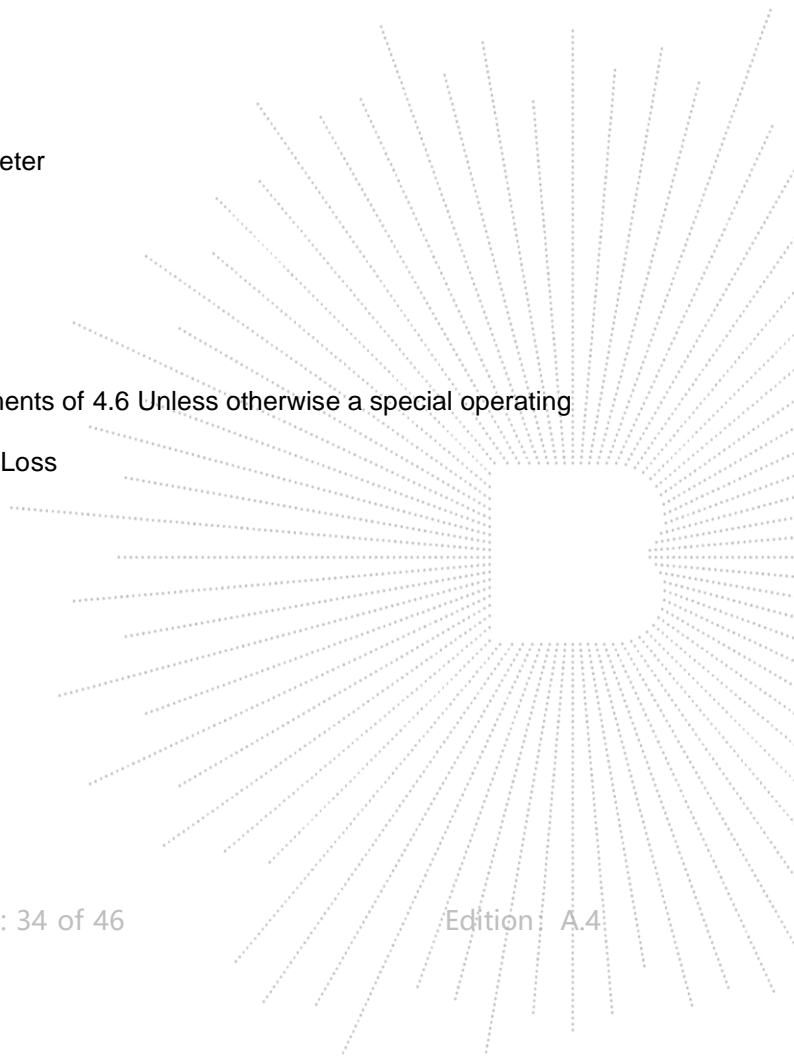 eter
nents of 4.6 Unless otherwise a special operating
Loss
: 34 of 46 Edition： A.4